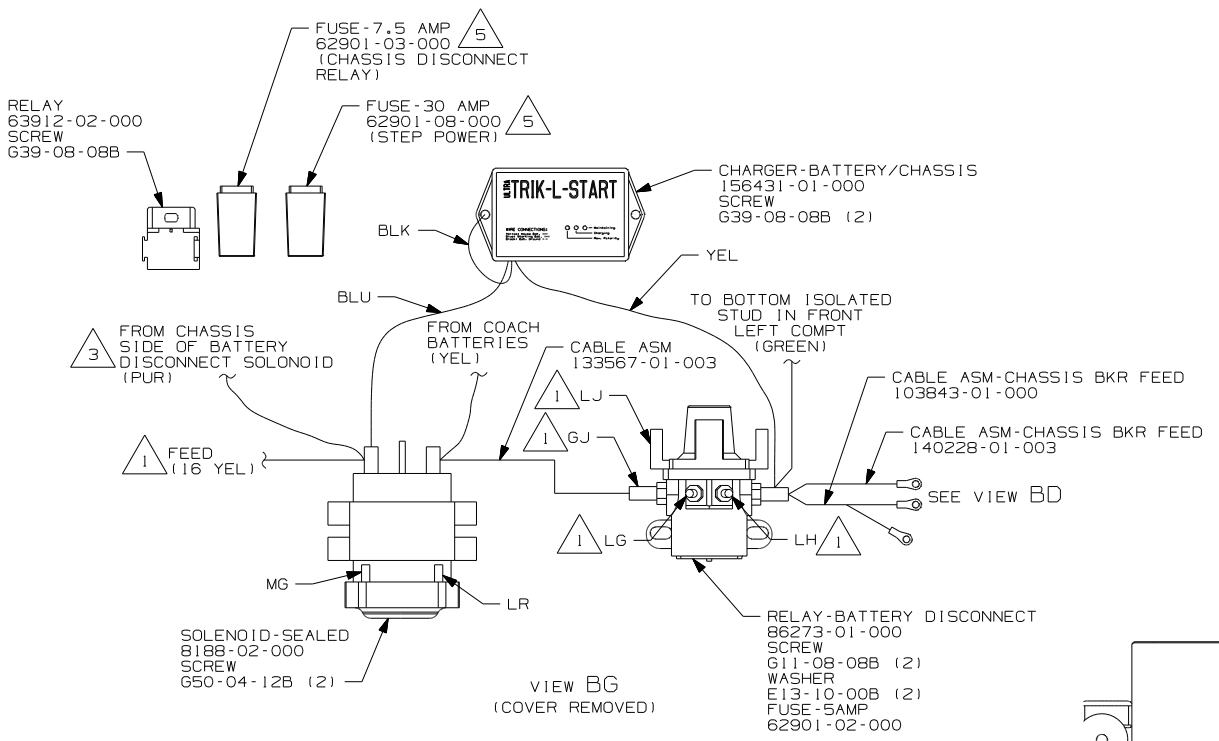 FUSE-7.5 AMP
62901-03-000
(CHASSIS DISCONNECT
RELAY)
5
RELAY
63912-02-000
SCREW
G39-08-08B
FUSE-30 AMP
62901-08-000
(STEP POWER)
5
ULTRA TRIK-L-START
WIRE CONNECTIONS:
Maintaining
Charging
Rev. Polarity
CHARGER-BATTERY/CHASSIS
156431-01-000
SCREW
G39-08-08B (2)
BLK
YEL
BLU
TO BOTTOM ISOLATED
STUD IN FRONT
LEFT COMPT
(GREEN)
3
FROM CHASSIS
SIDE OF BATTERY
DISCONNECT SOLONOID
(PUR)
FROM COACH
BATTERIES
(YEL)
CABLE ASM
133567-01-003
CABLE ASM-CHASSIS BKR FEED
103843-01-000
1 LJ
1 GJ
CABLE ASM-CHASSIS BKR FEED
140228-01-003
1
FEED
(16 YEL)
SEE VIEW BD
1 LG
LH 1
MG
LR
SOLENOID-SEALED
8188-02-000
SCREW
G50-04-12B (2)
VIEW BG
(COVER REMOVED)
RELAY-BATTERY DISCONNECT
86273-01-000
SCREW
G11-08-08B (2)
WASHER
E13-10-00B (2)
FUSE-5AMP
62901-02-000